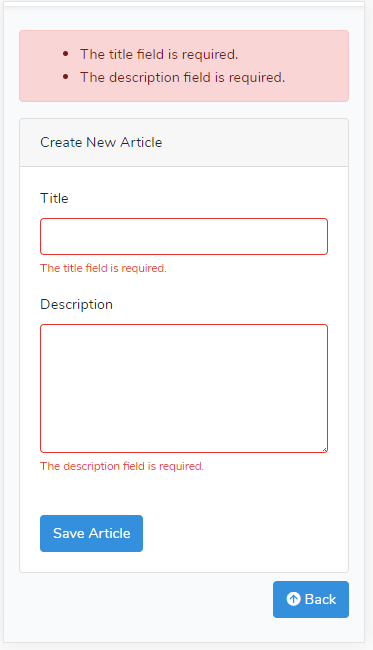 The title field is required.
The description field is required.
Create New Article
Title
The title field is required.
Description
The description field is required.
Save Article
Back